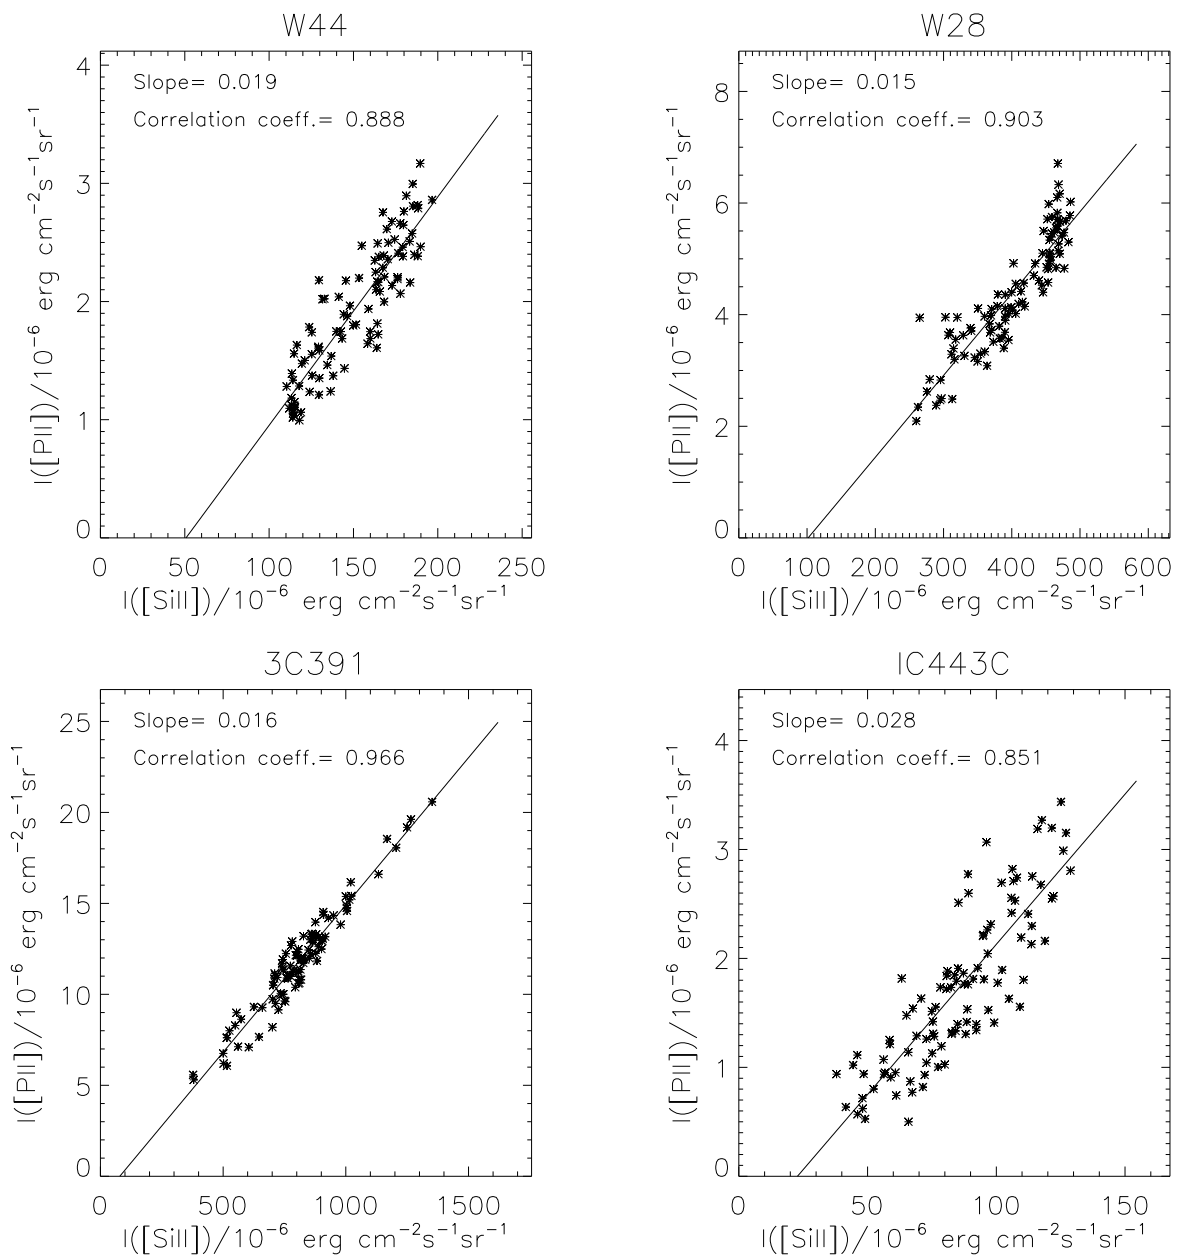 W44
Slope= 0.019
Correlation coeff.= 0.888
I([PII])/10⁻⁶ erg cm⁻²s⁻¹sr⁻¹
4
3
2
1
0
0 50 100 150 200 250
I([SiII])/10⁻⁶ erg cm⁻²s⁻¹sr⁻¹
W28
Slope= 0.015
Correlation coeff.= 0.903
I([PII])/10⁻⁶ erg cm⁻²s⁻¹sr⁻¹
8
6
4
2
0
0 100 200 300 400 500 600
I([SiII])/10⁻⁶ erg cm⁻²s⁻¹sr⁻¹
3C391
Slope= 0.016
Correlation coeff.= 0.966
I([PII])/10⁻⁶ erg cm⁻²s⁻¹sr⁻¹
25
20
15
10
5
0
0 500 1000 1500
I([SiII])/10⁻⁶ erg cm⁻²s⁻¹sr⁻¹
IC443C
Slope= 0.028
Correlation coeff.= 0.851
I([PII])/10⁻⁶ erg cm⁻²s⁻¹sr⁻¹
4
3
2
1
0
0 50 100 150
I([SiII])/10⁻⁶ erg cm⁻²s⁻¹sr⁻¹